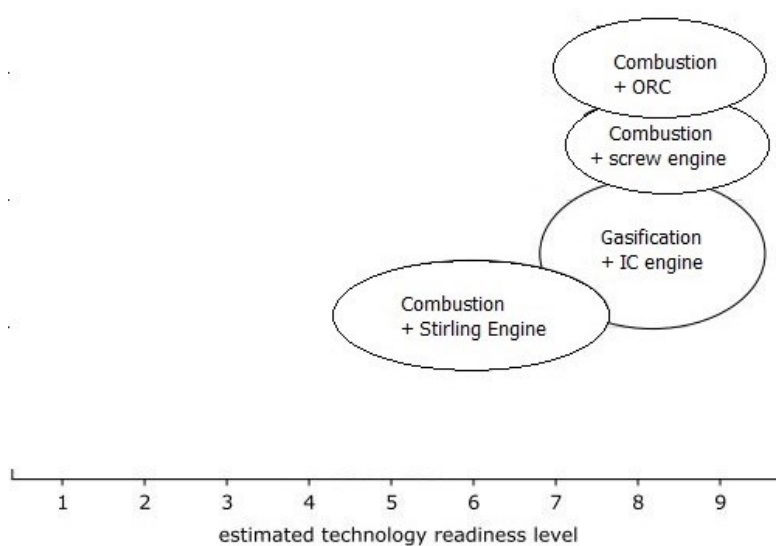 Combustion
+ ORC
Combustion
+ screw engine
Gasification
+ IC engine
Combustion
+ Stirling Engine
1 2 3 4 5 6 7 8 9
estimated technology readiness level